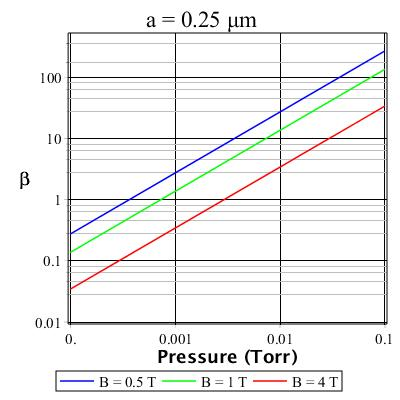 a = 0.25 μm
100
10
β
1
0.1
0.01
0. 0.001 0.01 0.1
Pressure (Torr)
B = 0.5 T B = 1 T B = 4 T